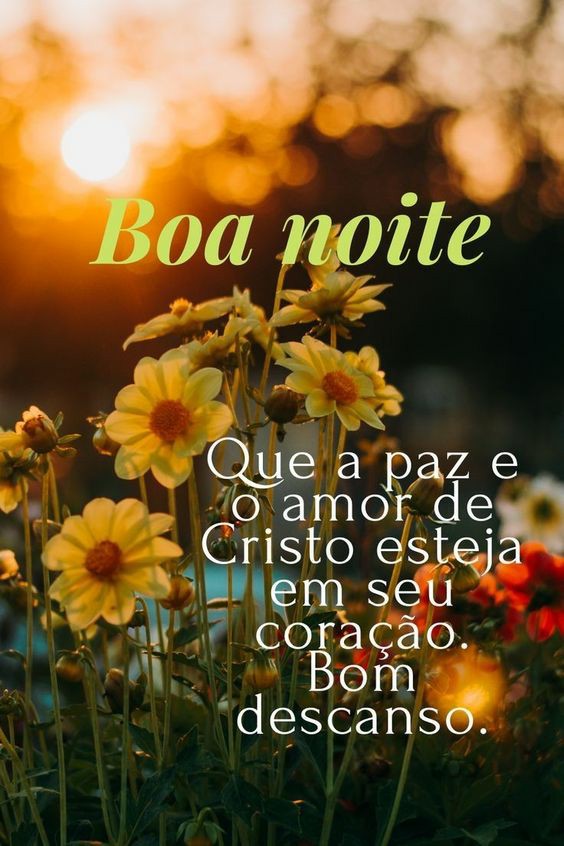 Boa noite
Que a paz e
o amor de
Cristo esteja
em seu
coração.
Bom
descanso.